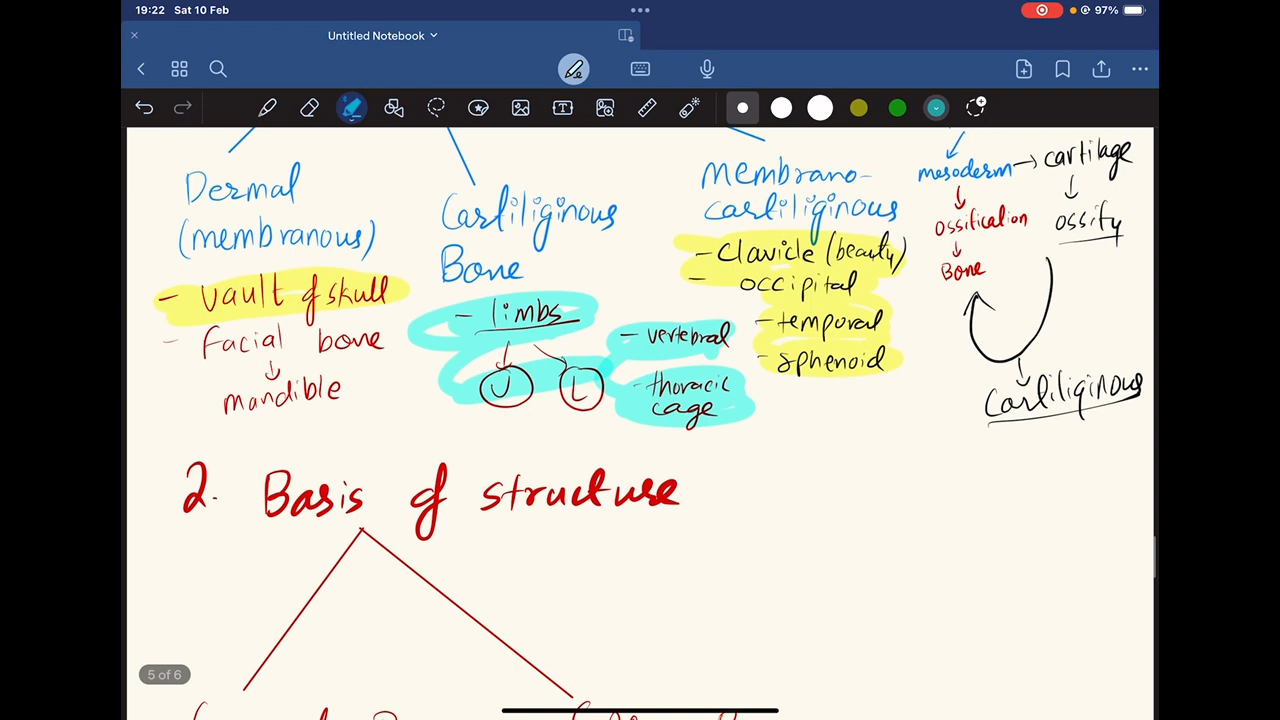 19:22 Sat 10 Feb
97%
Untitled Notebook
Dermal
(membranous)
- Vault of skull
- Facial bone
mandible
Cartiliginous
Bone
- limbs
U
L
- vertebral
- thoracic
cage
membrano-
cartiliginous
- Clavicle (beauty)
- occipital
- temporal
- sphenoid
mesoderm
cartilage
ossification
ossify
Bone
Cartiliginous
2. Basis of structure
5 of 6